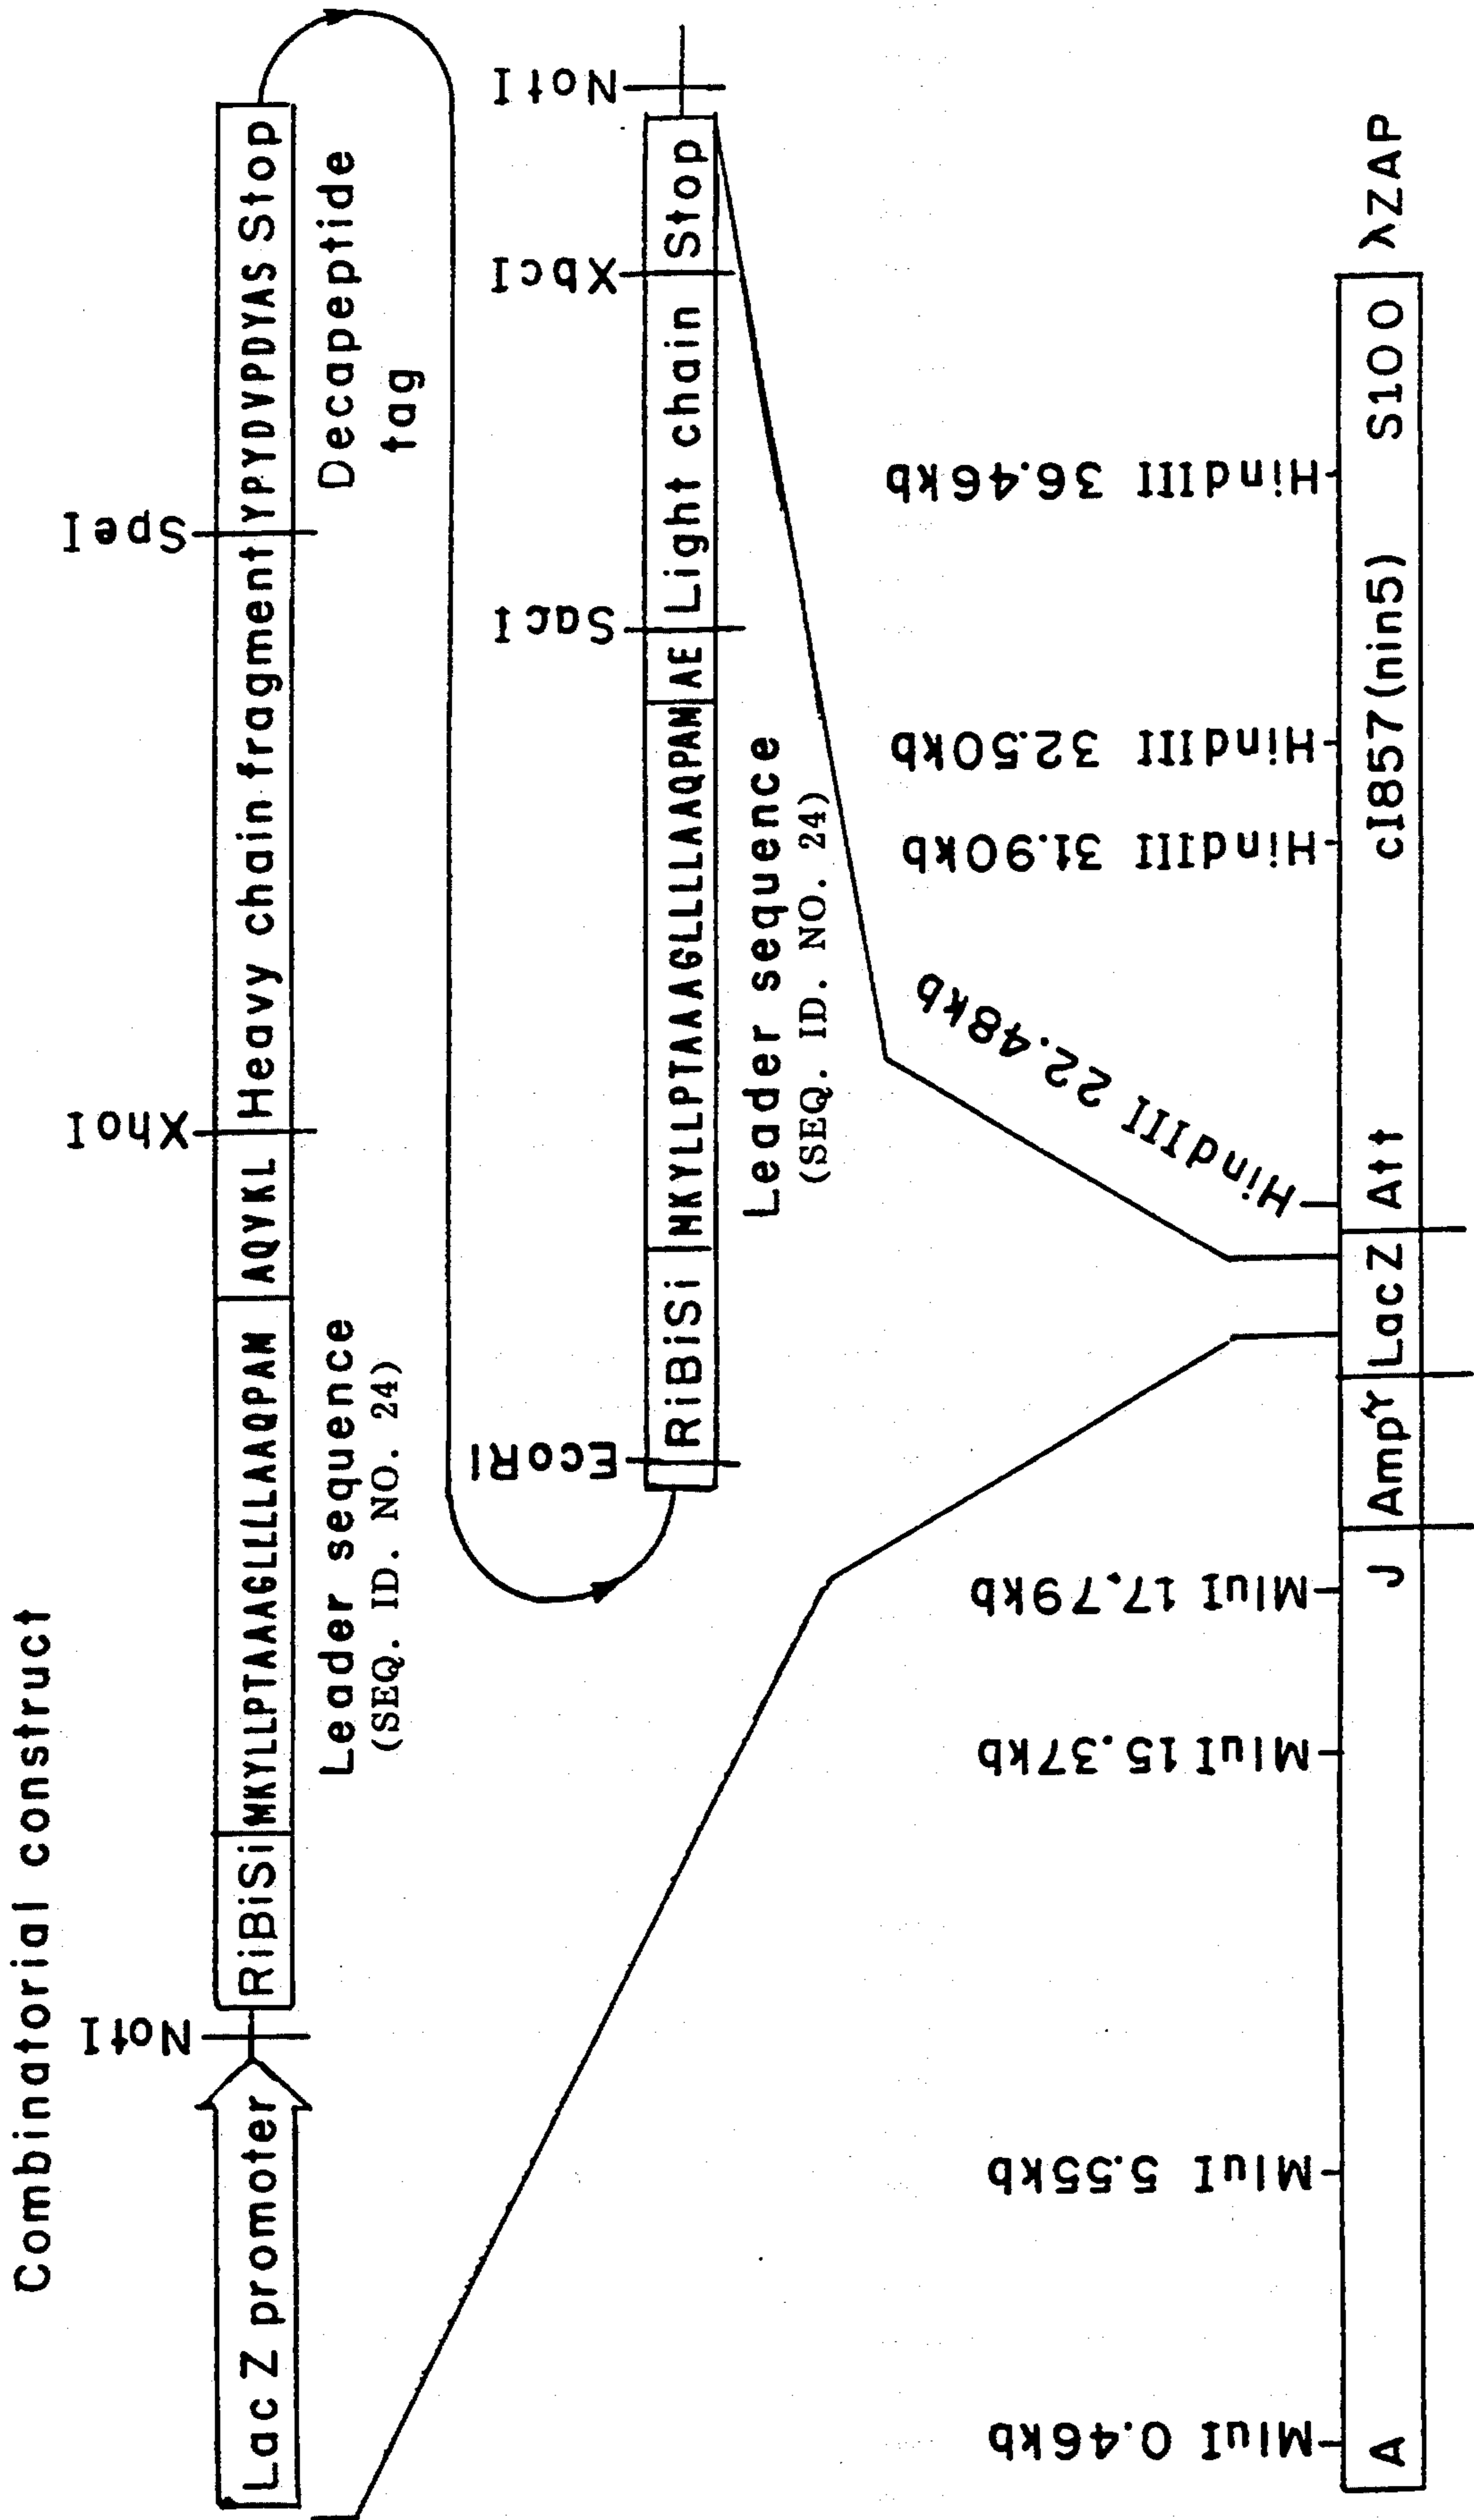 Combinatorial construct
NotI
XhoI
SpeI
Lac Z promoter
RiBiSi
MKYLLPTAAAGLLLLAAQPAM
AQVKL
Heavy chain fragment
YPYDVPDYAS Stop
Leader sequence
(SEQ. ID. NO. 24)
Decapeptide
tag
EcoRI
SacI
XbcI
NotI
RiBiSi
MKYLLPTAAAGLLLLAAQPAM
AE
Light chain
Stop
Leader sequence
(SEQ. ID. NO. 24)
MluI 0.46kb
MluI 5.55kb
MluI 15.37kb
MluI 17.79kb
HindIII 22.48kb
HindIII 31.90kb
HindIII 32.50kb
HindIII 36.46kb
A
J
Ampr
Lac Z
Att
cI857(nin5)
S100
λZAP